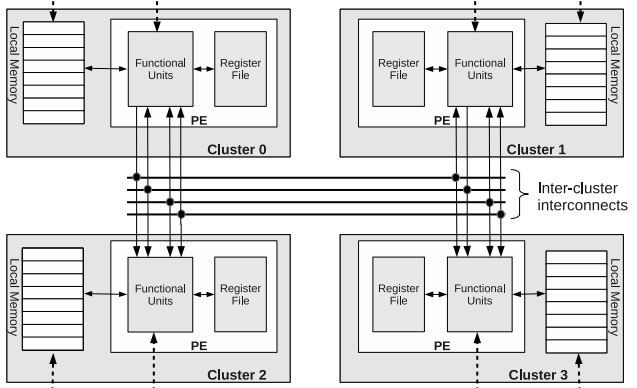 Local Memory
Functional
Units
Register
File
PE
Cluster 0
Register
File
Functional
Units
Local Memory
PE
Cluster 1
Inter-cluster
interconnects
Local Memory
Functional
Units
Register
File
PE
Cluster 2
Register
File
Functional
Units
Local Memory
PE
Cluster 3